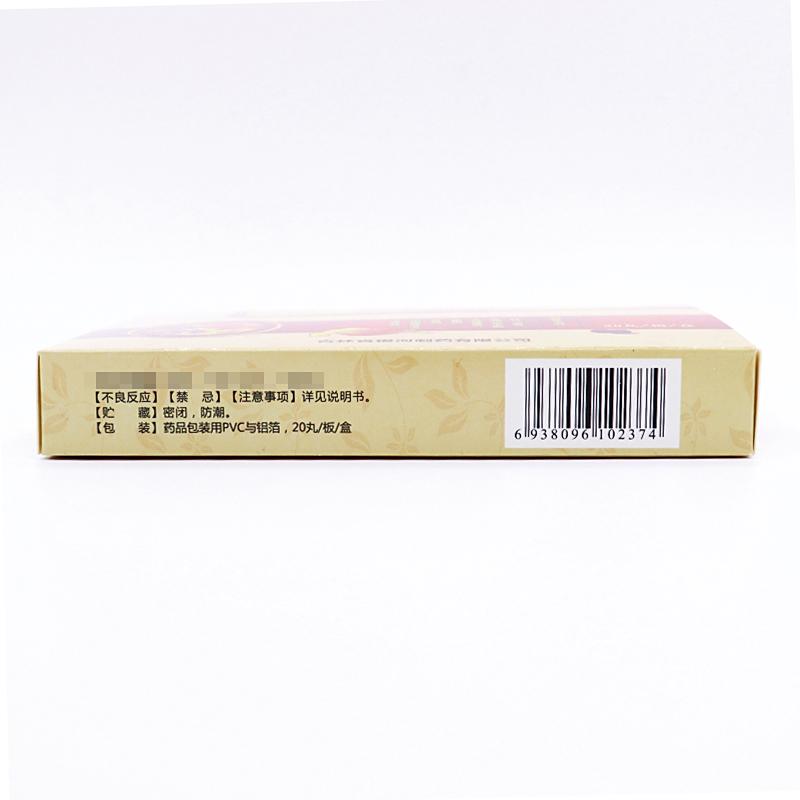 【不良反应】【禁 忌】【注意事项】详见说明书。
【贮 藏】密闭，防潮。
【包 装】药品包装用PVC与铝箔，20丸/板/盒
6 938096 102374